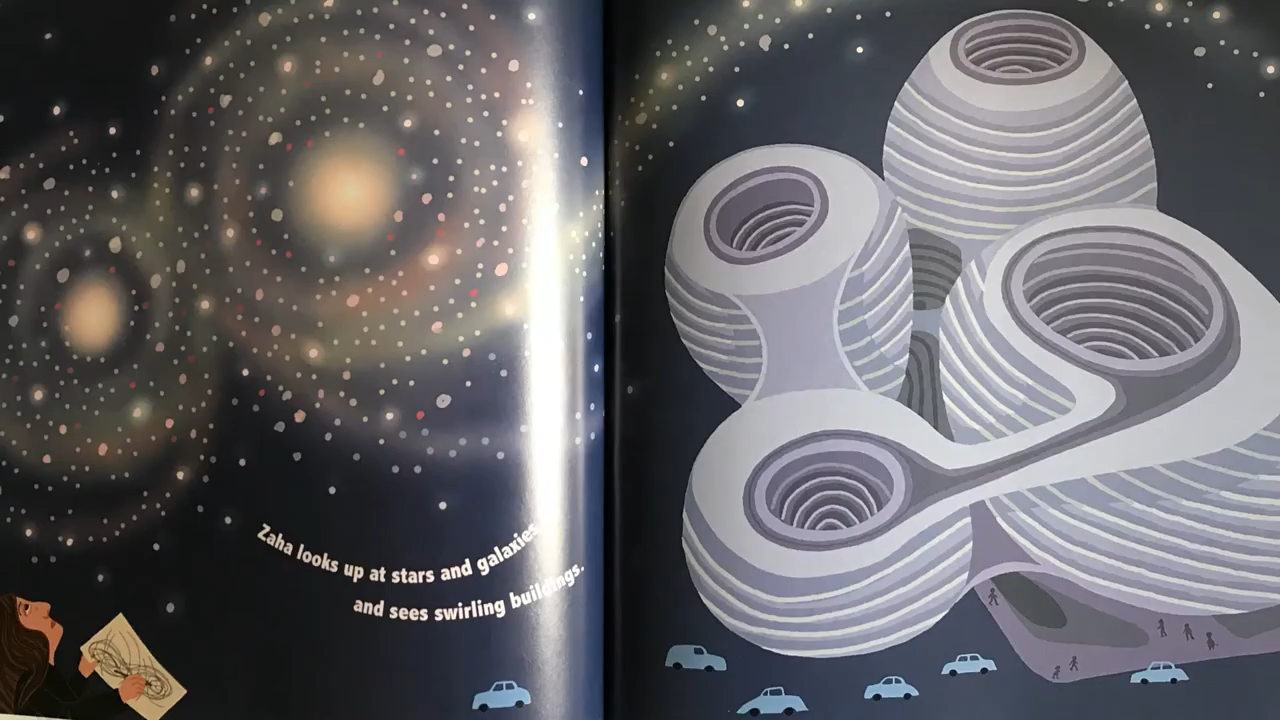 Zaha looks up at stars and galaxies
and sees swirling buildings.